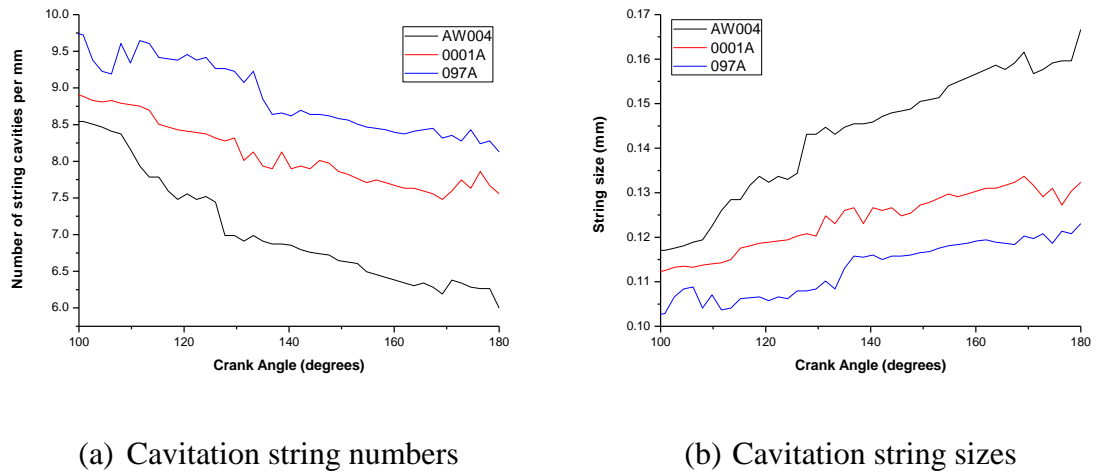 10.0
9.5
9.0
8.5
8.0
7.5
7.0
6.5
6.0
Number of string cavities per mm
AW004
0001A
097A
100
120
140
160
180
Crank Angle (degrees)
(a) Cavitation string numbers
0.17
0.16
0.15
0.14
0.13
0.12
0.11
0.10
String size (mm)
AW004
0001A
097A
100
120
140
160
180
Crank Angle (degrees)
(b) Cavitation string sizes